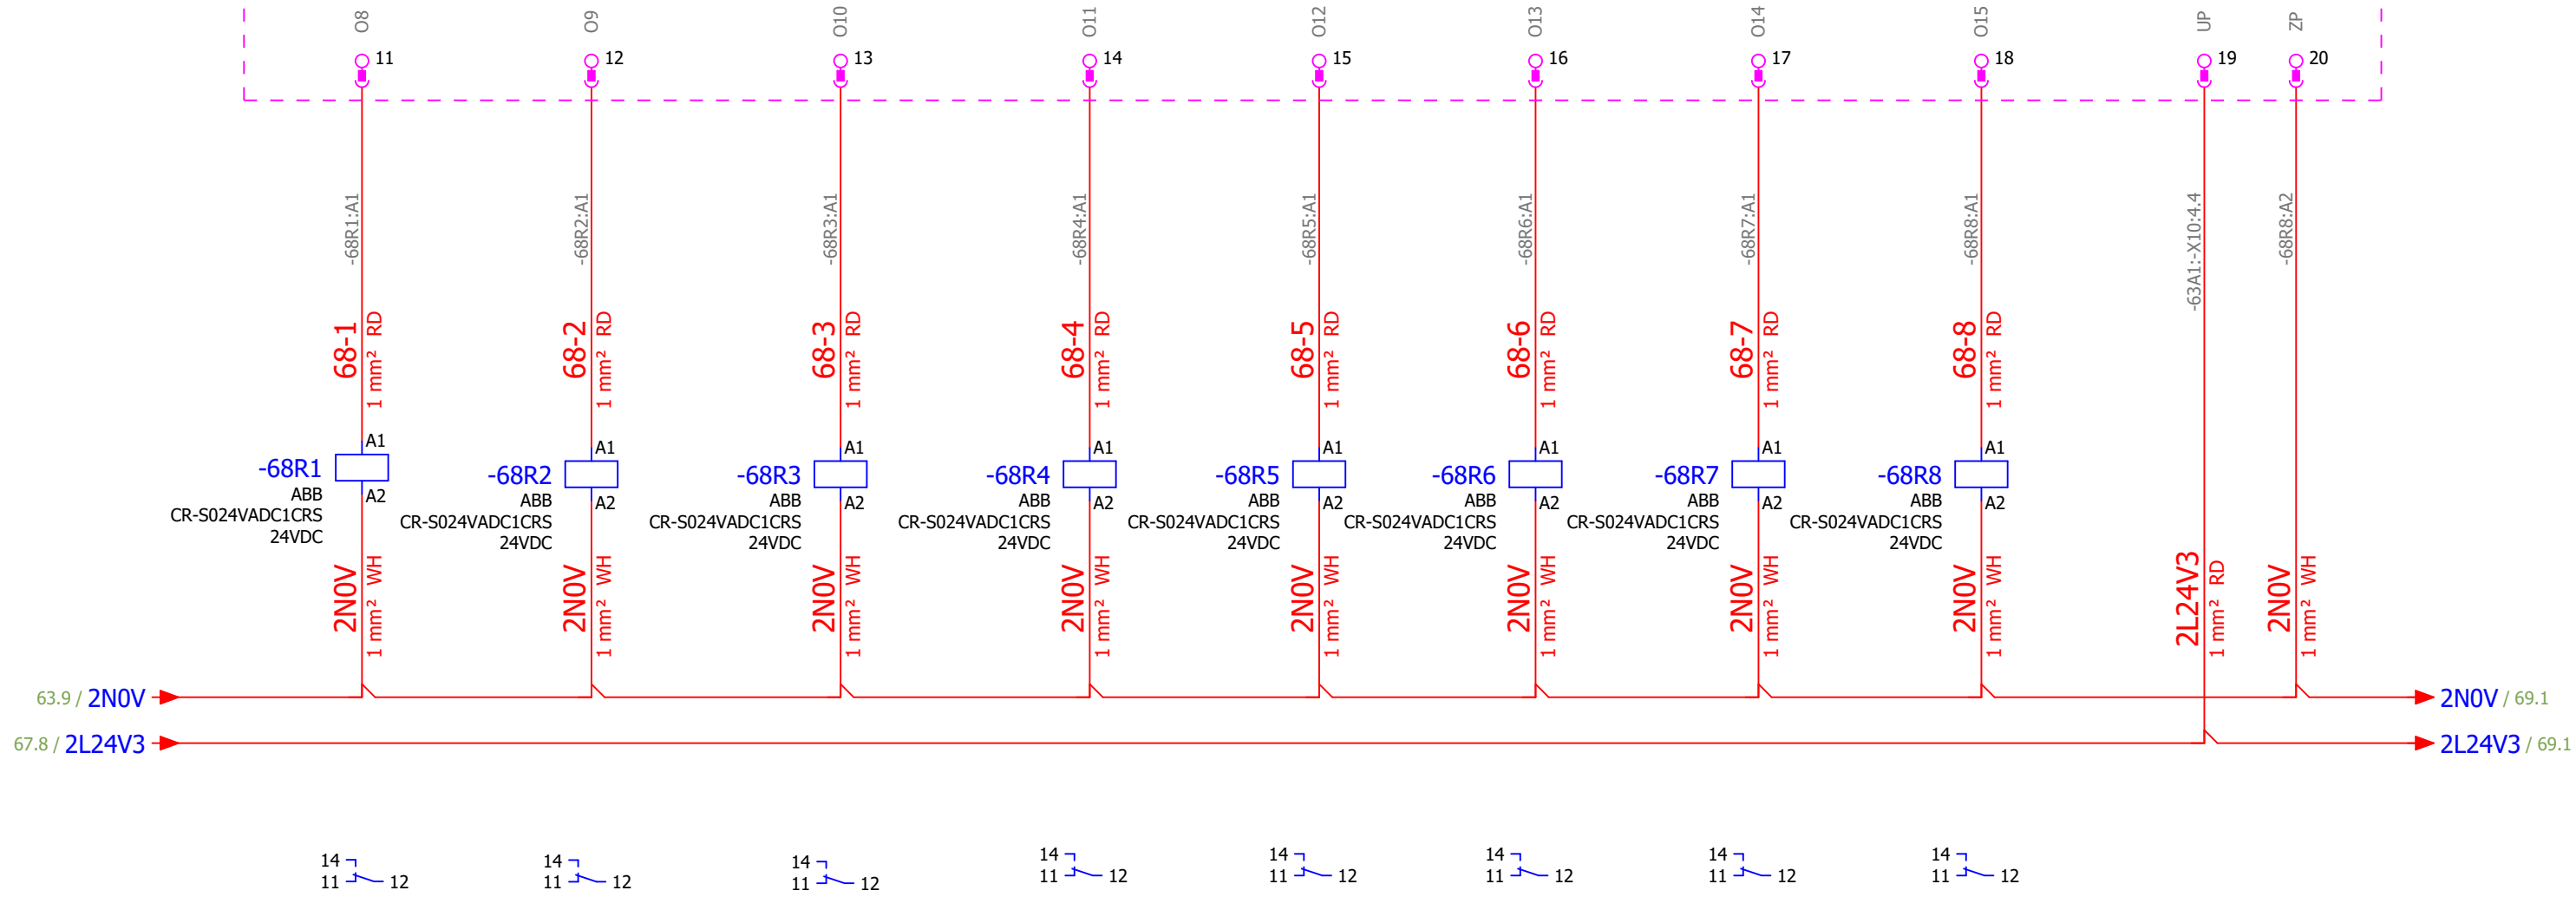 O8
O9
O10
O11
O12
O13
O14
O15
UP
ZP
11
12
13
14
15
16
17
18
19
20
-68R1:A1
-68R2:A1
-68R3:A1
-68R4:A1
-68R5:A1
-68R6:A1
-68R7:A1
-68R8:A1
-63A1:-X10:4.4
-68R8:A2
68-1
1 mm² RD
68-2
1 mm² RD
68-3
1 mm² RD
68-4
1 mm² RD
68-5
1 mm² RD
68-6
1 mm² RD
68-7
1 mm² RD
68-8
1 mm² RD
A1
-68R1
ABB
A2
CR-S024VADC1CRS
24VDC
A1
-68R2
ABB
A2
CR-S024VADC1CRS
24VDC
A1
-68R3
ABB
A2
CR-S024VADC1CRS
24VDC
A1
-68R4
ABB
A2
CR-S024VADC1CRS
24VDC
A1
-68R5
ABB
A2
CR-S024VADC1CRS
24VDC
A1
-68R6
ABB
A2
CR-S024VADC1CRS
24VDC
A1
-68R7
ABB
A2
CR-S024VADC1CRS
24VDC
A1
-68R8
ABB
A2
CR-S024VADC1CRS
24VDC
2N0V
1 mm² WH
2N0V
1 mm² WH
2N0V
1 mm² WH
2N0V
1 mm² WH
2N0V
1 mm² WH
2N0V
1 mm² WH
2N0V
1 mm² WH
2N0V
1 mm² WH
2L24V3
1 mm² RD
2N0V
1 mm² WH
63.9 / 2N0V
2N0V / 69.1
67.8 / 2L24V3
2L24V3 / 69.1
14
11 12
14
11 12
14
11 12
14
11 12
14
11 12
14
11 12
14
11 12
14
11 12